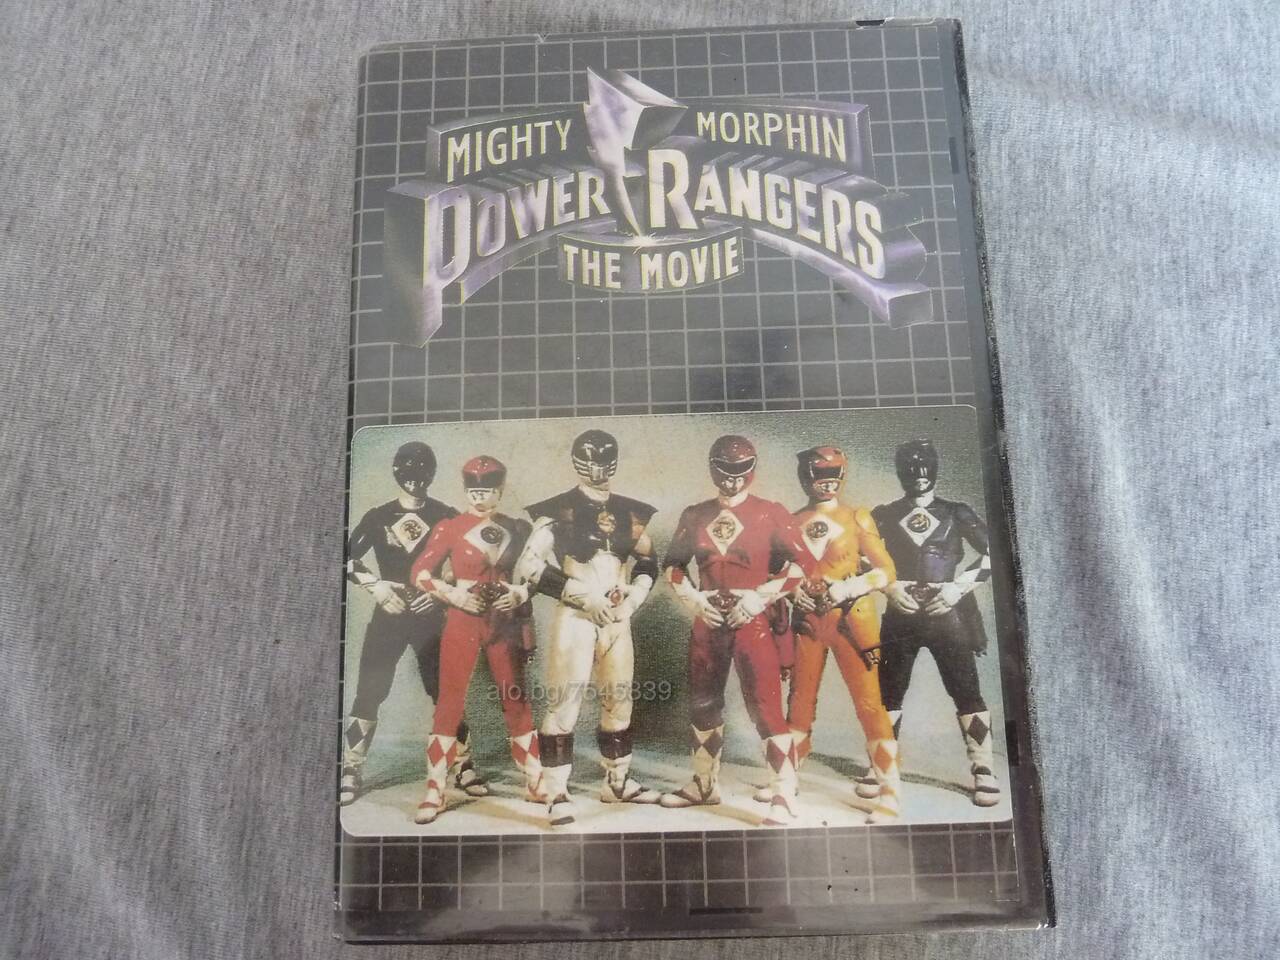 MIGHTY MORPHIN
POWER RANGERS
THE MOVIE
alo.bg/7545839